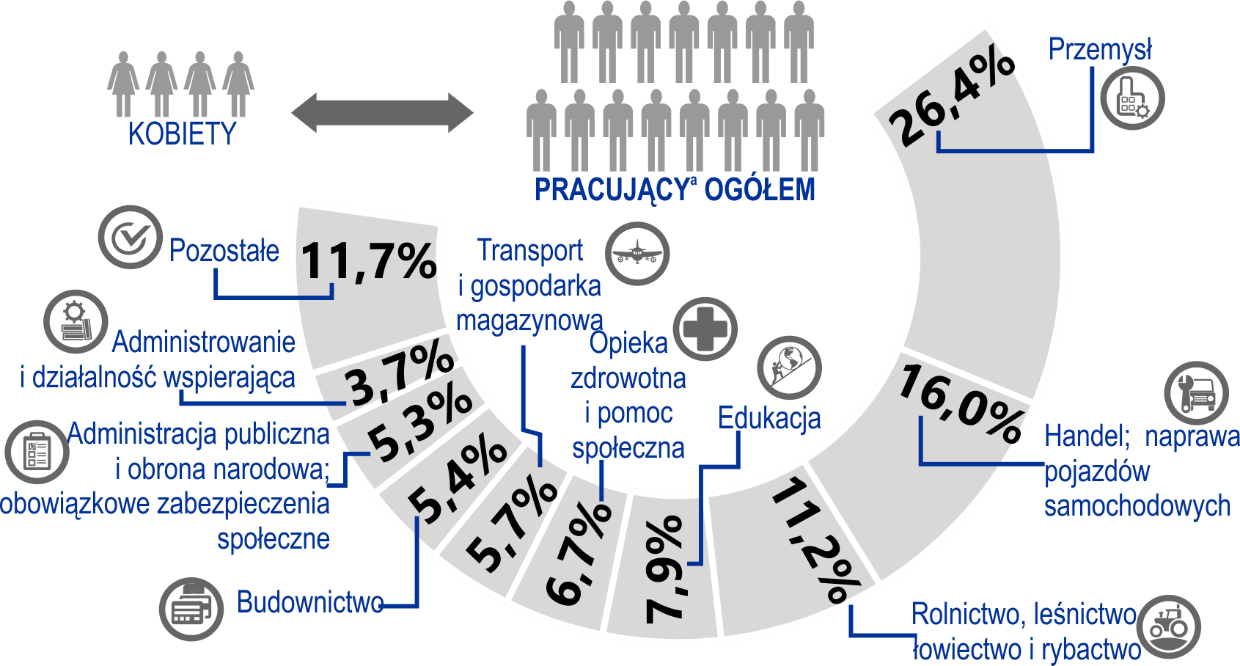 KOBIETY
PRACUJĄCYᵃ OGÓŁEM
Przemysł
26,4%
Handel; naprawa
pojazdów
samochodowych
16,0%
Rolnictwo, leśnictwo
łowiectwo i rybactwo
11,2%
Edukacja
7,9%
Opieka
zdrowotna
i pomoc
społeczna
6,7%
Transport
i gospodarka
magazynowa
5,7%
Budownictwo
5,4%
Administracja publiczna
i obrona narodowa;
obowiązkowe zabezpieczenia
społeczne
5,3%
Administrowanie
i działalność wspierająca
3,7%
Pozostałe
11,7%